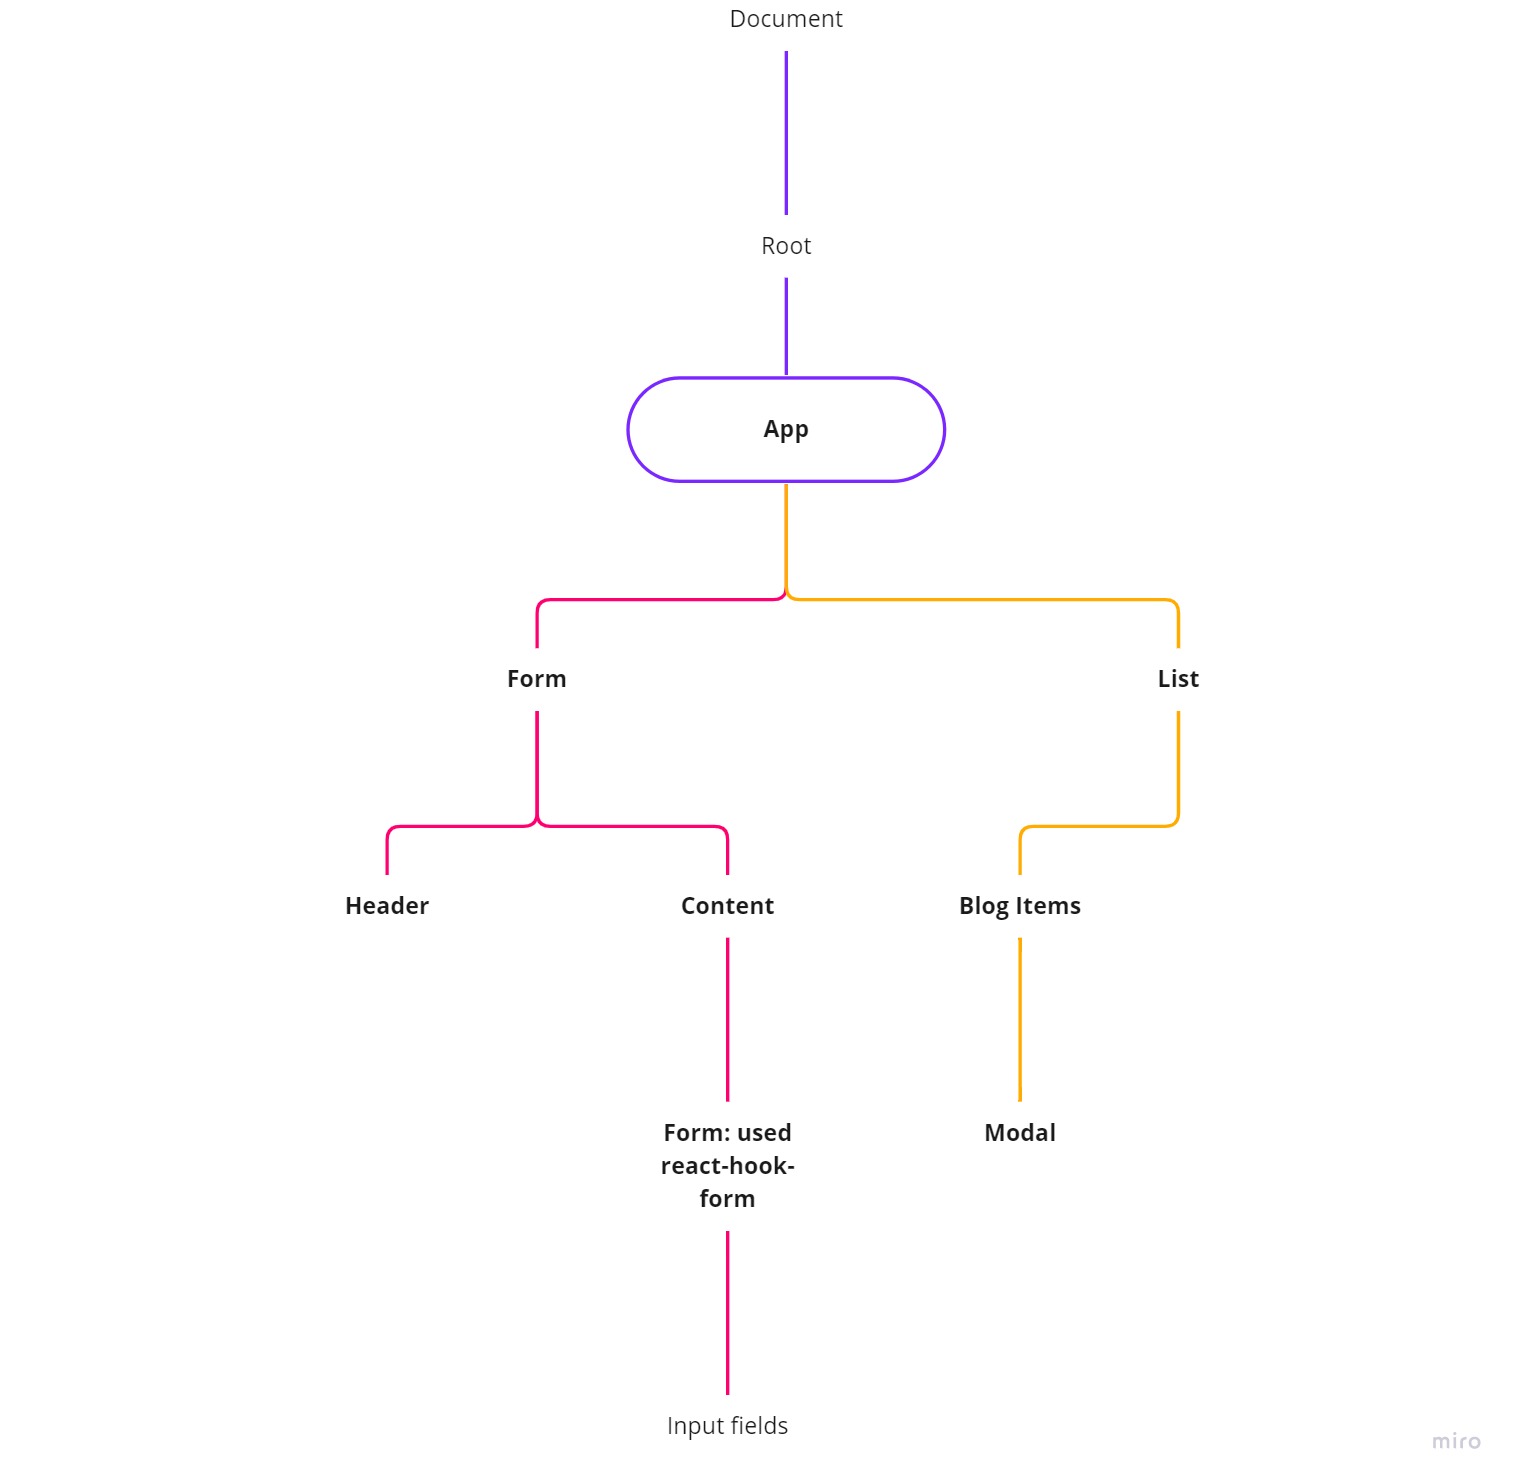 Document
Root
App
Form
List
Header
Content
Blog Items
Form: used
react-hook-
form
Modal
Input fields
miro